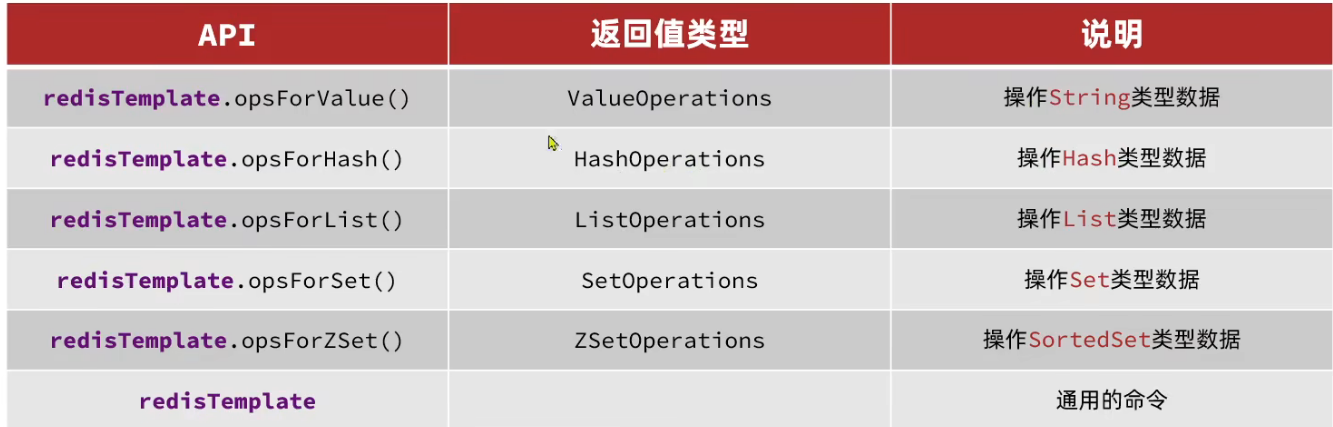 API 返回值类型 说明
redisTemplate.opsForValue() ValueOperations 操作String类型数据
redisTemplate.opsForHash() HashOperations 操作Hash类型数据
redisTemplate.opsForList() ListOperations 操作List类型数据
redisTemplate.opsForSet() SetOperations 操作Set类型数据
redisTemplate.opsForZSet() ZSetOperations 操作SortedSet类型数据
redisTemplate 通用的命令